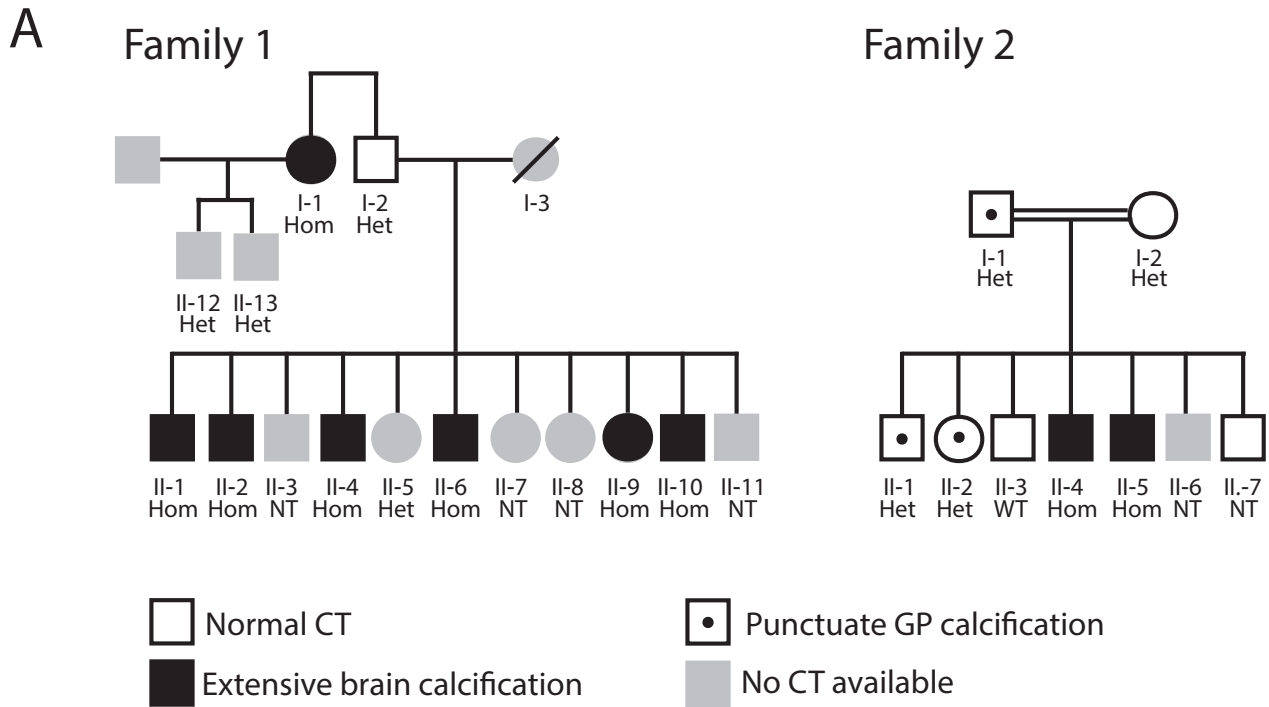 A
Family 1
Family 2
I-1 I-2 I-3
Hom Het
I-1 I-2
Het Het
II-12 II-13
Het Het
II-1 II-2 II-3 II-4 II-5 II-6 II-7 II-8 II-9 II-10 II-11
Hom Hom NT Hom Het Hom NT NT Hom Hom NT
II-1 II-2 II-3 II-4 II-5 II-6 II.-7
Het Het WT Hom Hom NT NT
Normal CT
Punctuate GP calcification
Extensive brain calcification
No CT available